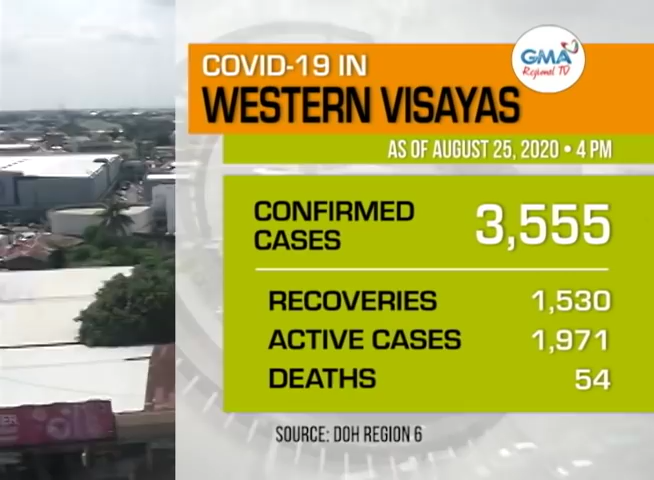 GMA
Regional TV
COVID-19 IN
WESTERN VISAYAS
AS OF AUGUST 25, 2020 • 4 PM
CONFIRMED
CASES
3,555
RECOVERIES 1,530
ACTIVE CASES 1,971
DEATHS 54
SOURCE: DOH REGION 6